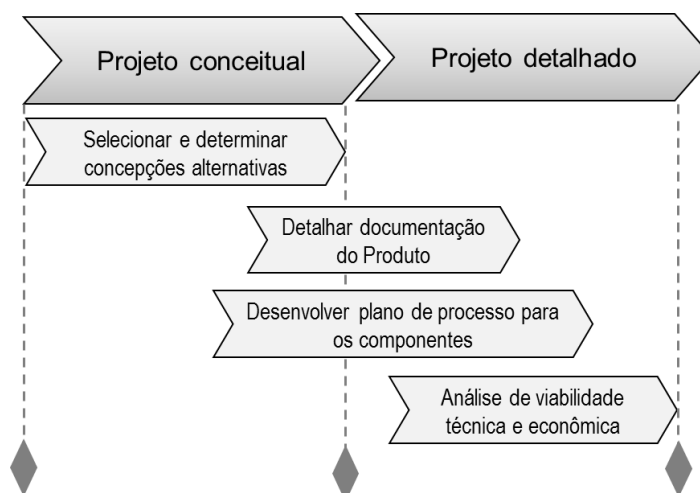 Projeto conceitual
Projeto detalhado
Selecionar e determinar
concepções alternativas
Detalhar documentação
do Produto
Desenvolver plano de processo para
os componentes
Análise de viabilidade
técnica e econômica